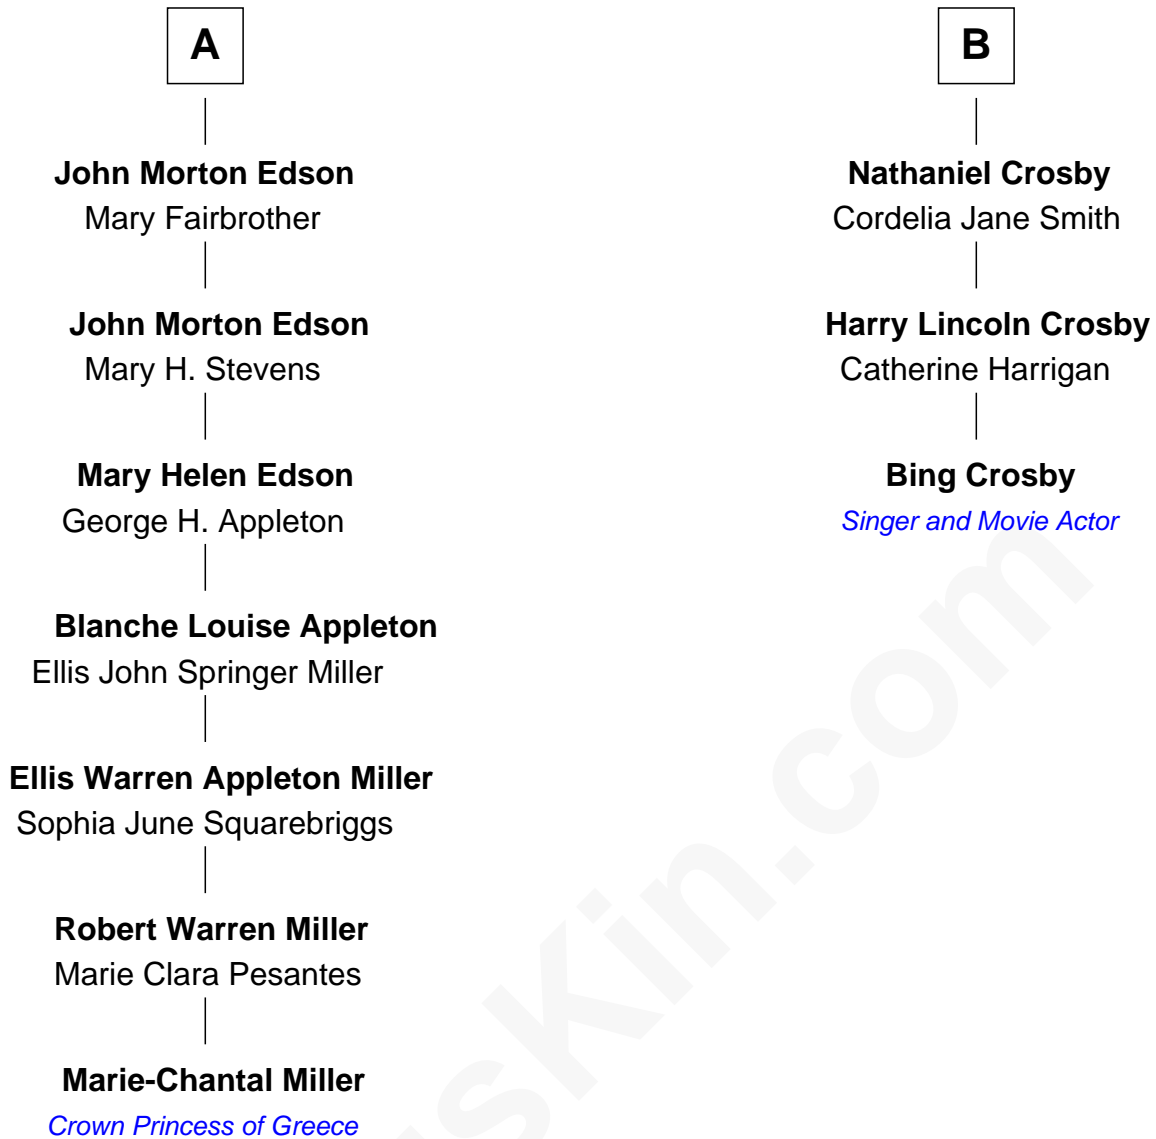 A
John Morton Edson
Mary Fairbrother
John Morton Edson
Mary H. Stevens
Mary Helen Edson
George H. Appleton
Blanche Louise Appleton
Ellis John Springer Miller
Ellis Warren Appleton Miller
Sophia June Squarebriggs
Robert Warren Miller
Marie Clara Pesantes
Marie-Chantal Miller
Crown Princess of Greece
B
Nathaniel Crosby
Cordelia Jane Smith
Harry Lincoln Crosby
Catherine Harrigan
Bing Crosby
Singer and Movie Actor
sKin.com